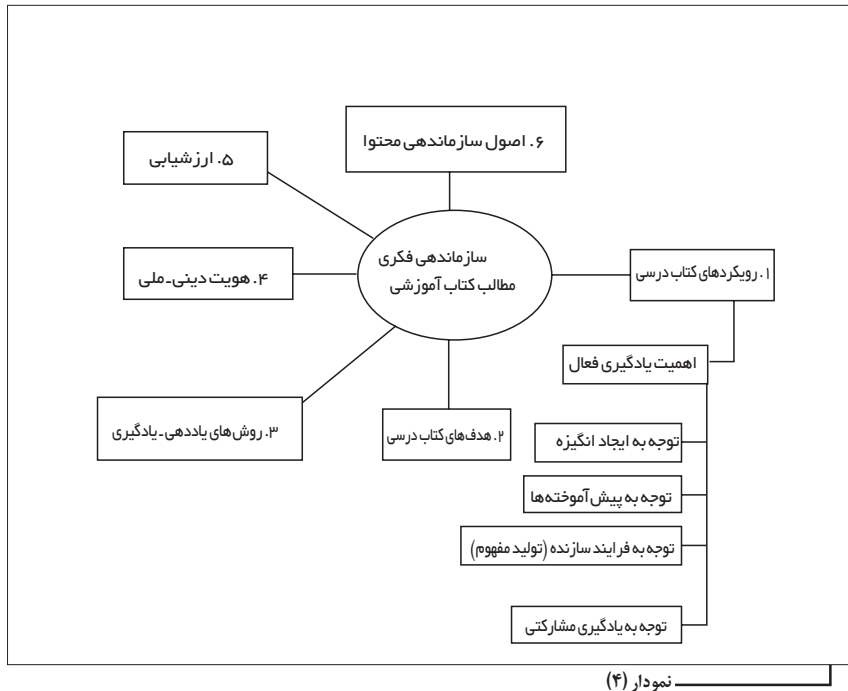 ۶. اصول سازماندهی محتوا
۵. ارزشیابی
سازماندهی فکری
مطالب کتاب آموزشی
۱. رویکردهای کتاب درسی
۴. هویت دینی ـ ملی
اهمیت یادگیری فعال
۳. روش‌های یاددهی ـ یادگیری
۲. هدف‌های کتاب درسی
توجه به ایجاد انگیزه
توجه به پیش آموخته‌ها
توجه به فرایند سازنده (تولید مفهوم)
توجه به یادگیری مشارکتی
نمودار (۴)